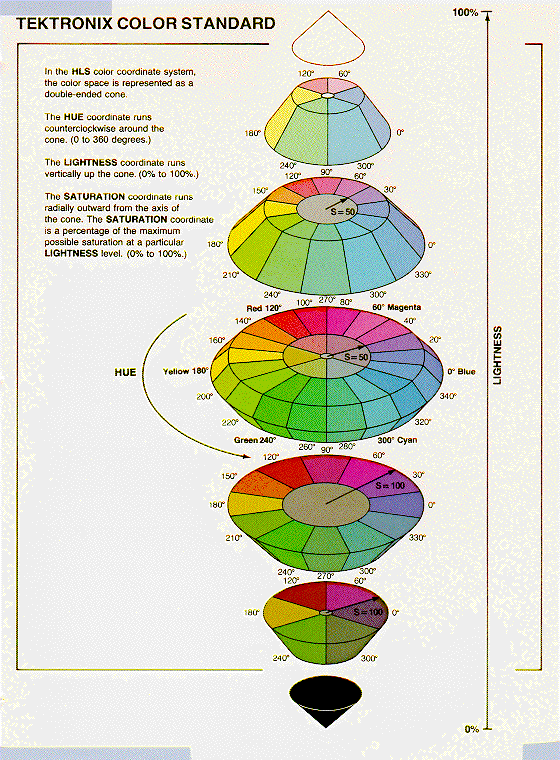 TEKTRONIX COLOR STANDARD
100%
In the HLS color coordinate system,
the color space is represented as a
double-ended cone.
The HUE coordinate runs
counterclockwise around the
cone. (0 to 360 degrees.)
The LIGHTNESS coordinate runs
vertically up the cone. (0% to 100%.)
The SATURATION coordinate runs
radially outward from the axis of
the cone. The SATURATION coordinate
is a percentage of the maximum
possible saturation at a particular
LIGHTNESS level. (0% to 100%.)
120° 60°
180° 0°
240° 300°
120° 90° 60°
150° 30°
S=50
180° 0°
210° 330°
240° 270° 300°
Red 120° 100° 80° 60° Magenta
140° 40°
160° 20°
S=50
HUE
Yellow 180° 0° Blue
200° 340°
220° 320°
Green 240° 260° 280° 300° Cyan
LIGHTNESS
120° 90° 60°
150° 30°
S=100
180° 0°
210° 330°
240° 270° 300°
120° 60°
180° S=100 0°
240° 300°
0%